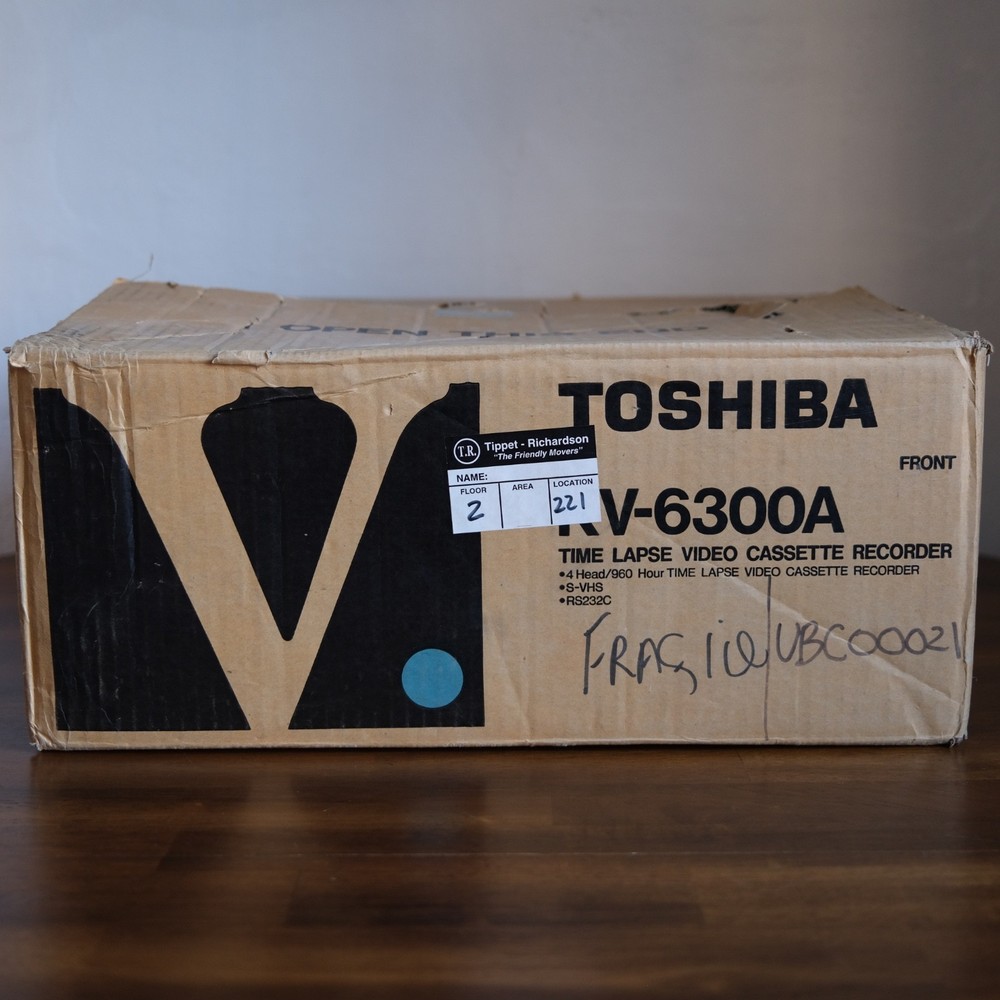 OPEN THIS END
TOSHIBA
T.R. Tippet - Richardson
"The Friendly Movers"
NAME:
FLOOR AREA LOCATION
2 221
FRONT
KV-6300A
TIME LAPSE VIDEO CASSETTE RECORDER
•4 Head/960 Hour TIME LAPSE VIDEO CASSETTE RECORDER
•S-VHS
•RS232C
FRAGile UBC00021